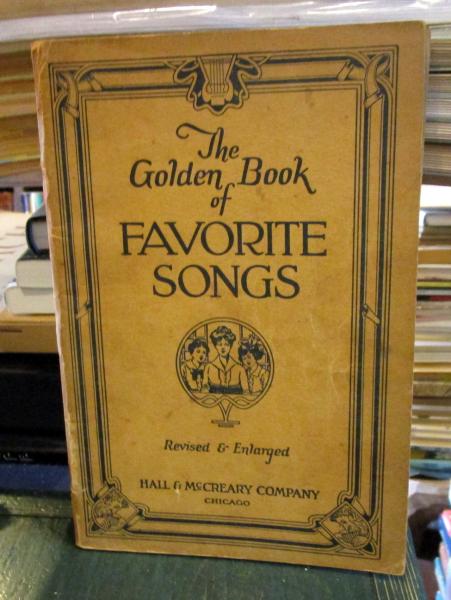 The
Golden Book
of
FAVORITE
SONGS
Revised & Enlarged
HALL & McCREARY COMPANY
CHICAGO